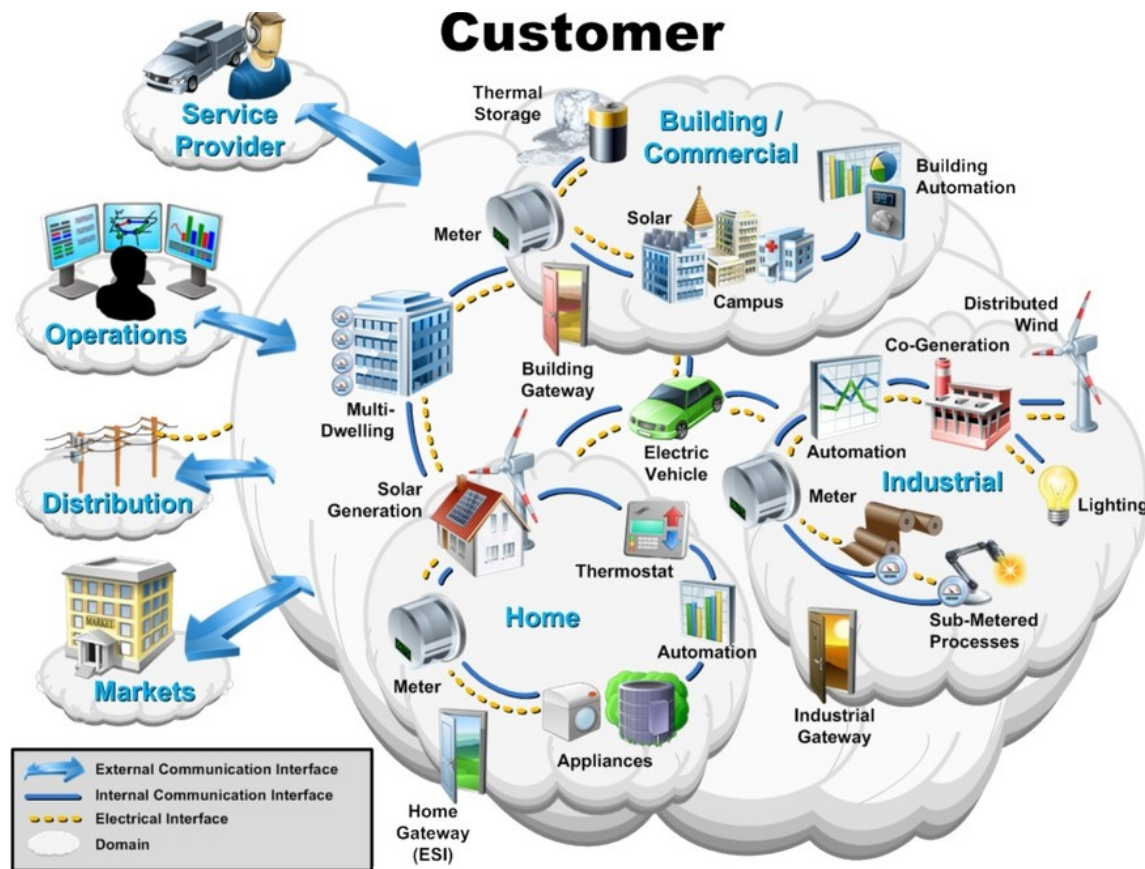 Customer
Service
Provider
Operations
Distribution
Markets
MARKET
Thermal
Storage
Building /
Commercial
Building
Automation
Meter
Solar
Campus
Building
Gateway
Multi-
Dwelling
Electric
Vehicle
Distributed
Wind
Co-Generation
Automation
Industrial
Meter
Lighting
Sub-Metered
Processes
Industrial
Gateway
Solar
Generation
Thermostat
Home
Automation
Meter
Appliances
Home
Gateway
(ESI)
External Communication Interface
Internal Communication Interface
Electrical Interface
Domain